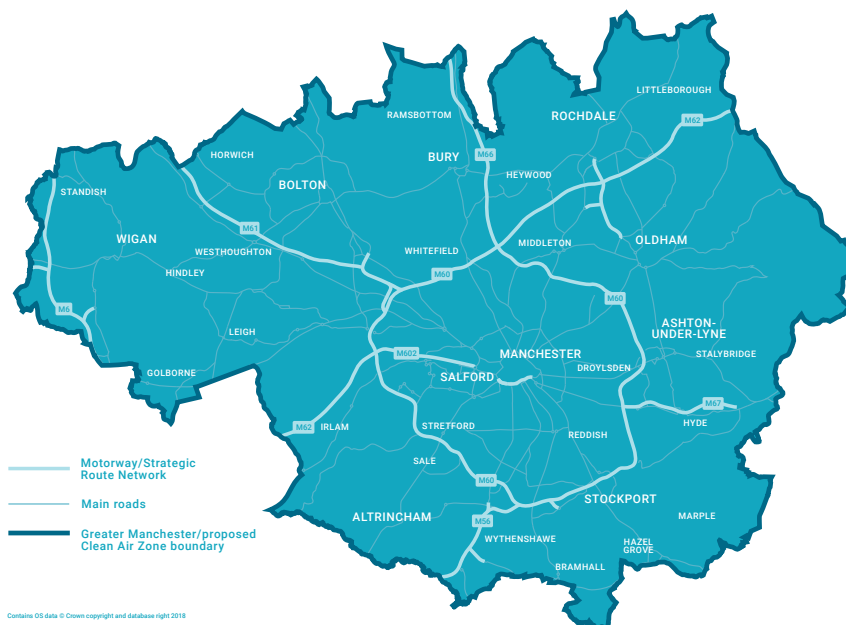 LITTLEBOROUGH
RAMSBOTTOM
ROCHDALE
M62
HORWICH
BURY
M66
HEYWOOD
BOLTON
STANDISH
M61
WIGAN
WESTHOUGHTON
WHITEFIELD
MIDDLETON
OLDHAM
HINDLEY
M60
M60
M6
LEIGH
ASHTON-
UNDER-LYNE
M602
MANCHESTER
STALYBRIDGE
GOLBORNE
SALFORD
DROYLSDEN
M67
M62
IRLAM
STRETFORD
REDDISH
HYDE
SALE
M60
STOCKPORT
ALTRINCHAM
M56
MARPLE
WYTHENSHAWE
HAZEL
GROVE
BRAMHALL
Motorway/Strategic
Route Network
Main roads
Greater Manchester/proposed
Clean Air Zone boundary
Contains OS data © Crown copyright and database right 2018